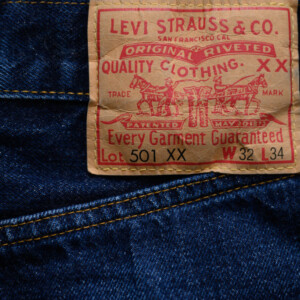 LEVI STRAUSS & CO.
SAN FRANCISCO, CAL
ORIGINAL RIVETED
QUALITY CLOTHING. XX
TRADE MARK
PATENTED MAY 20 1873
Every Garment Guaranteed
Lot 501 XX W 32 L 34